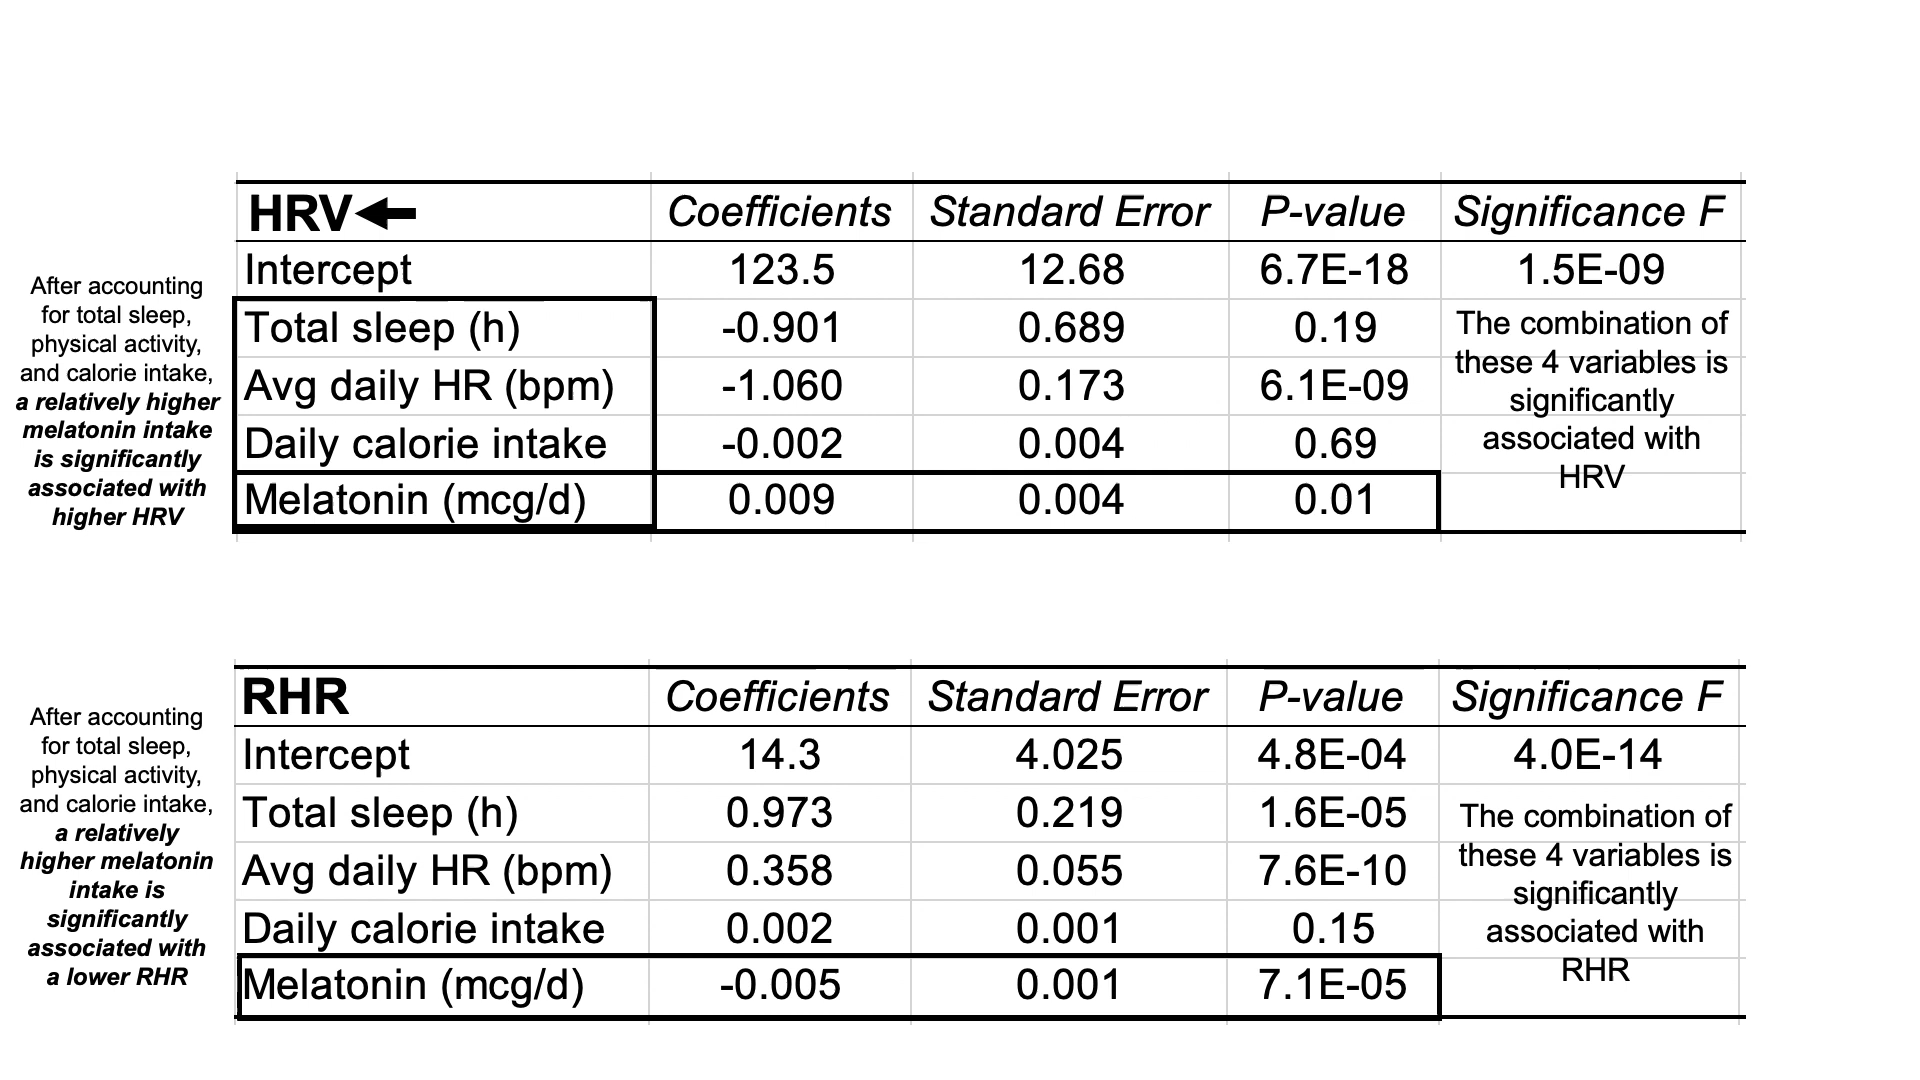 HRV Coefficients Standard Error P-value Significance F
Intercept 123.5 12.68 6.7E-18 1.5E-09
Total sleep (h) -0.901 0.689 0.19
Avg daily HR (bpm) -1.060 0.173 6.1E-09
Daily calorie intake -0.002 0.004 0.69
Melatonin (mcg/d) 0.009 0.004 0.01
The combination of
these 4 variables is
significantly
associated with
HRV
After accounting
for total sleep,
physical activity,
and calorie intake,
a relatively higher
melatonin intake
is significantly
associated with
higher HRV
RHR Coefficients Standard Error P-value Significance F
Intercept 14.3 4.025 4.8E-04 4.0E-14
Total sleep (h) 0.973 0.219 1.6E-05
Avg daily HR (bpm) 0.358 0.055 7.6E-10
Daily calorie intake 0.002 0.001 0.15
Melatonin (mcg/d) -0.005 0.001 7.1E-05
The combination of
these 4 variables is
significantly
associated with
RHR
After accounting
for total sleep,
physical activity,
and calorie intake,
a relatively
higher melatonin
intake is
significantly
associated with
a lower RHR